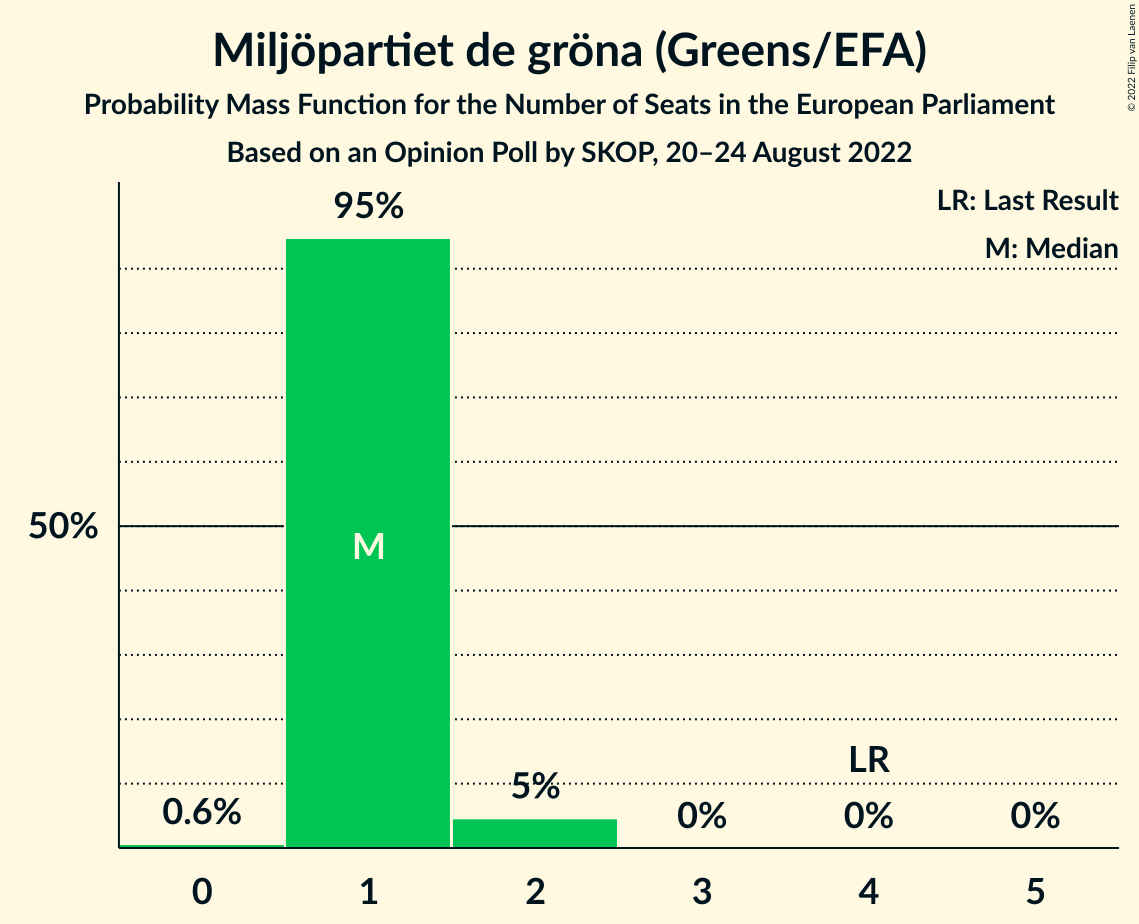 Miljöpartiet de gröna (Greens/EFA)
Probability Mass Function for the Number of Seats in the European Parliament
Based on an Opinion Poll by SKOP, 20–24 August 2022
© 2022 Filip van Laenen
LR: Last Result
M: Median
95%
50%
M
LR
0.6%
5%
0%
0%
0%
0
1
2
3
4
5